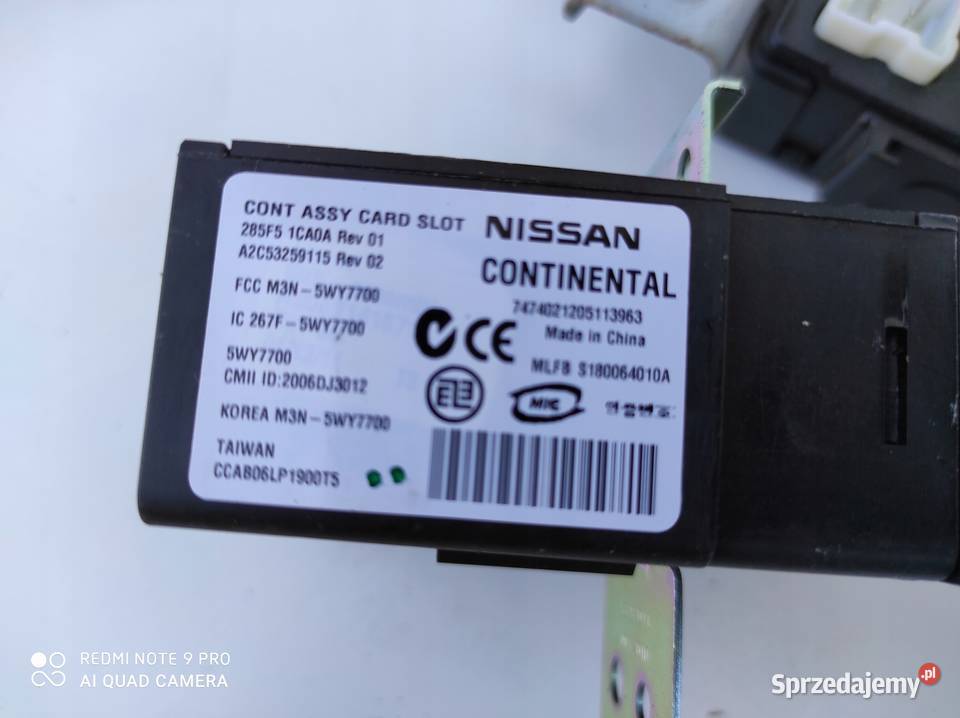 CONT ASSY CARD SLOT
285F5 1CA0A Rev 01
A2C53259115 Rev 02
FCC M3N-5WY7700
IC 267F-5WY7700
5WY7700
CMII ID:2006DJ3012
KOREA M3N-5WY7700
TAIWAN
CCAB06LP1900T5
NISSAN
CONTINENTAL
7474021205113963
Made in China
CE
MLFB S180064010A
MIC
REDMI NOTE 9 PRO
AI QUAD CAMERA
Sprzedajemy.pl